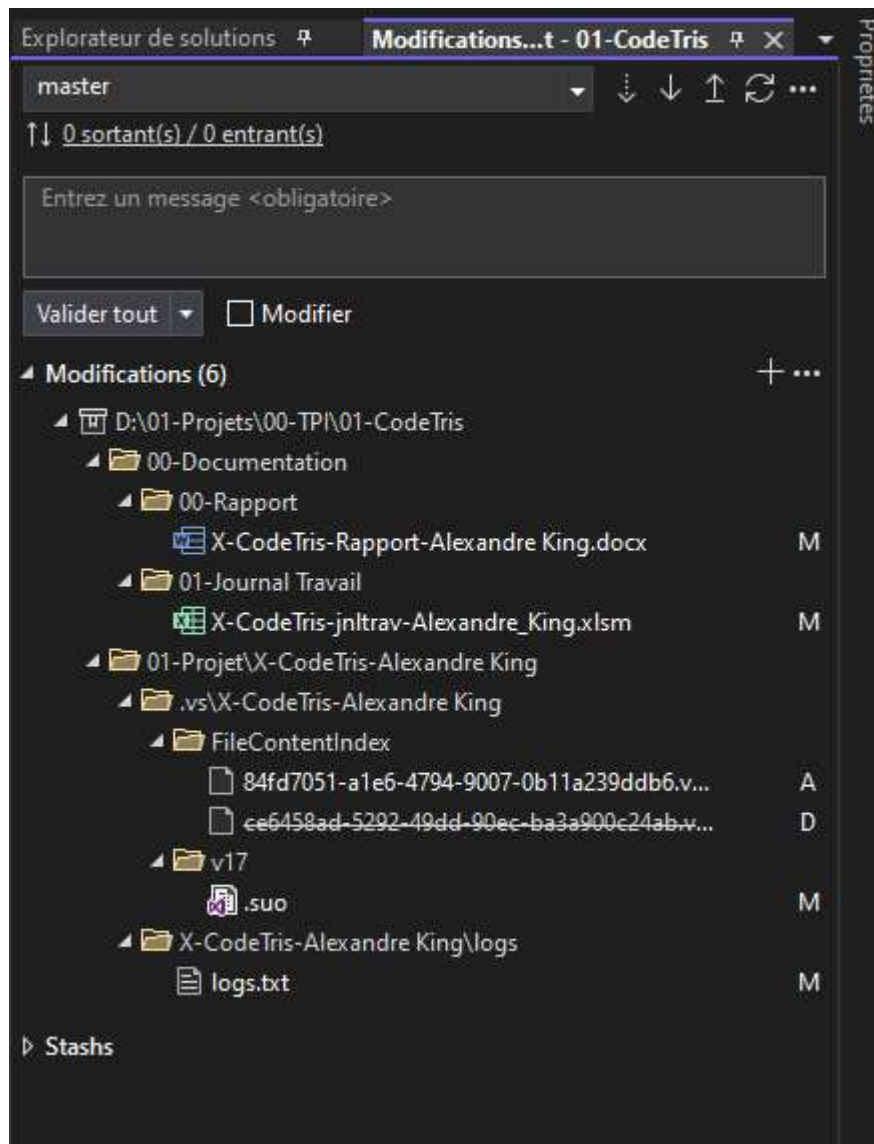 Explorateur de solutions
Modifications...t - 01-CodeTris
Propriétés
master
0 sortant(s) / 0 entrant(s)
Entrez un message <obligatoire>
Valider tout
Modifier
Modifications (6)
D:\01-Projets\00-TPI\01-CodeTris
00-Documentation
00-Rapport
X-CodeTris-Rapport-Alexandre King.docx M
01-Journal Travail
X-CodeTris-jnltrav-Alexandre_King.xlsm M
01-Projet\X-CodeTris-Alexandre King
.vs\X-CodeTris-Alexandre King
FileContentIndex
84fd7051-a1e6-4794-9007-0b11a239ddb6.v... A
ce6458ad-5292-49dd-90ec-ba3a900c24ab.v... D
v17
.suo M
X-CodeTris-Alexandre King\logs
logs.txt M
Stashs